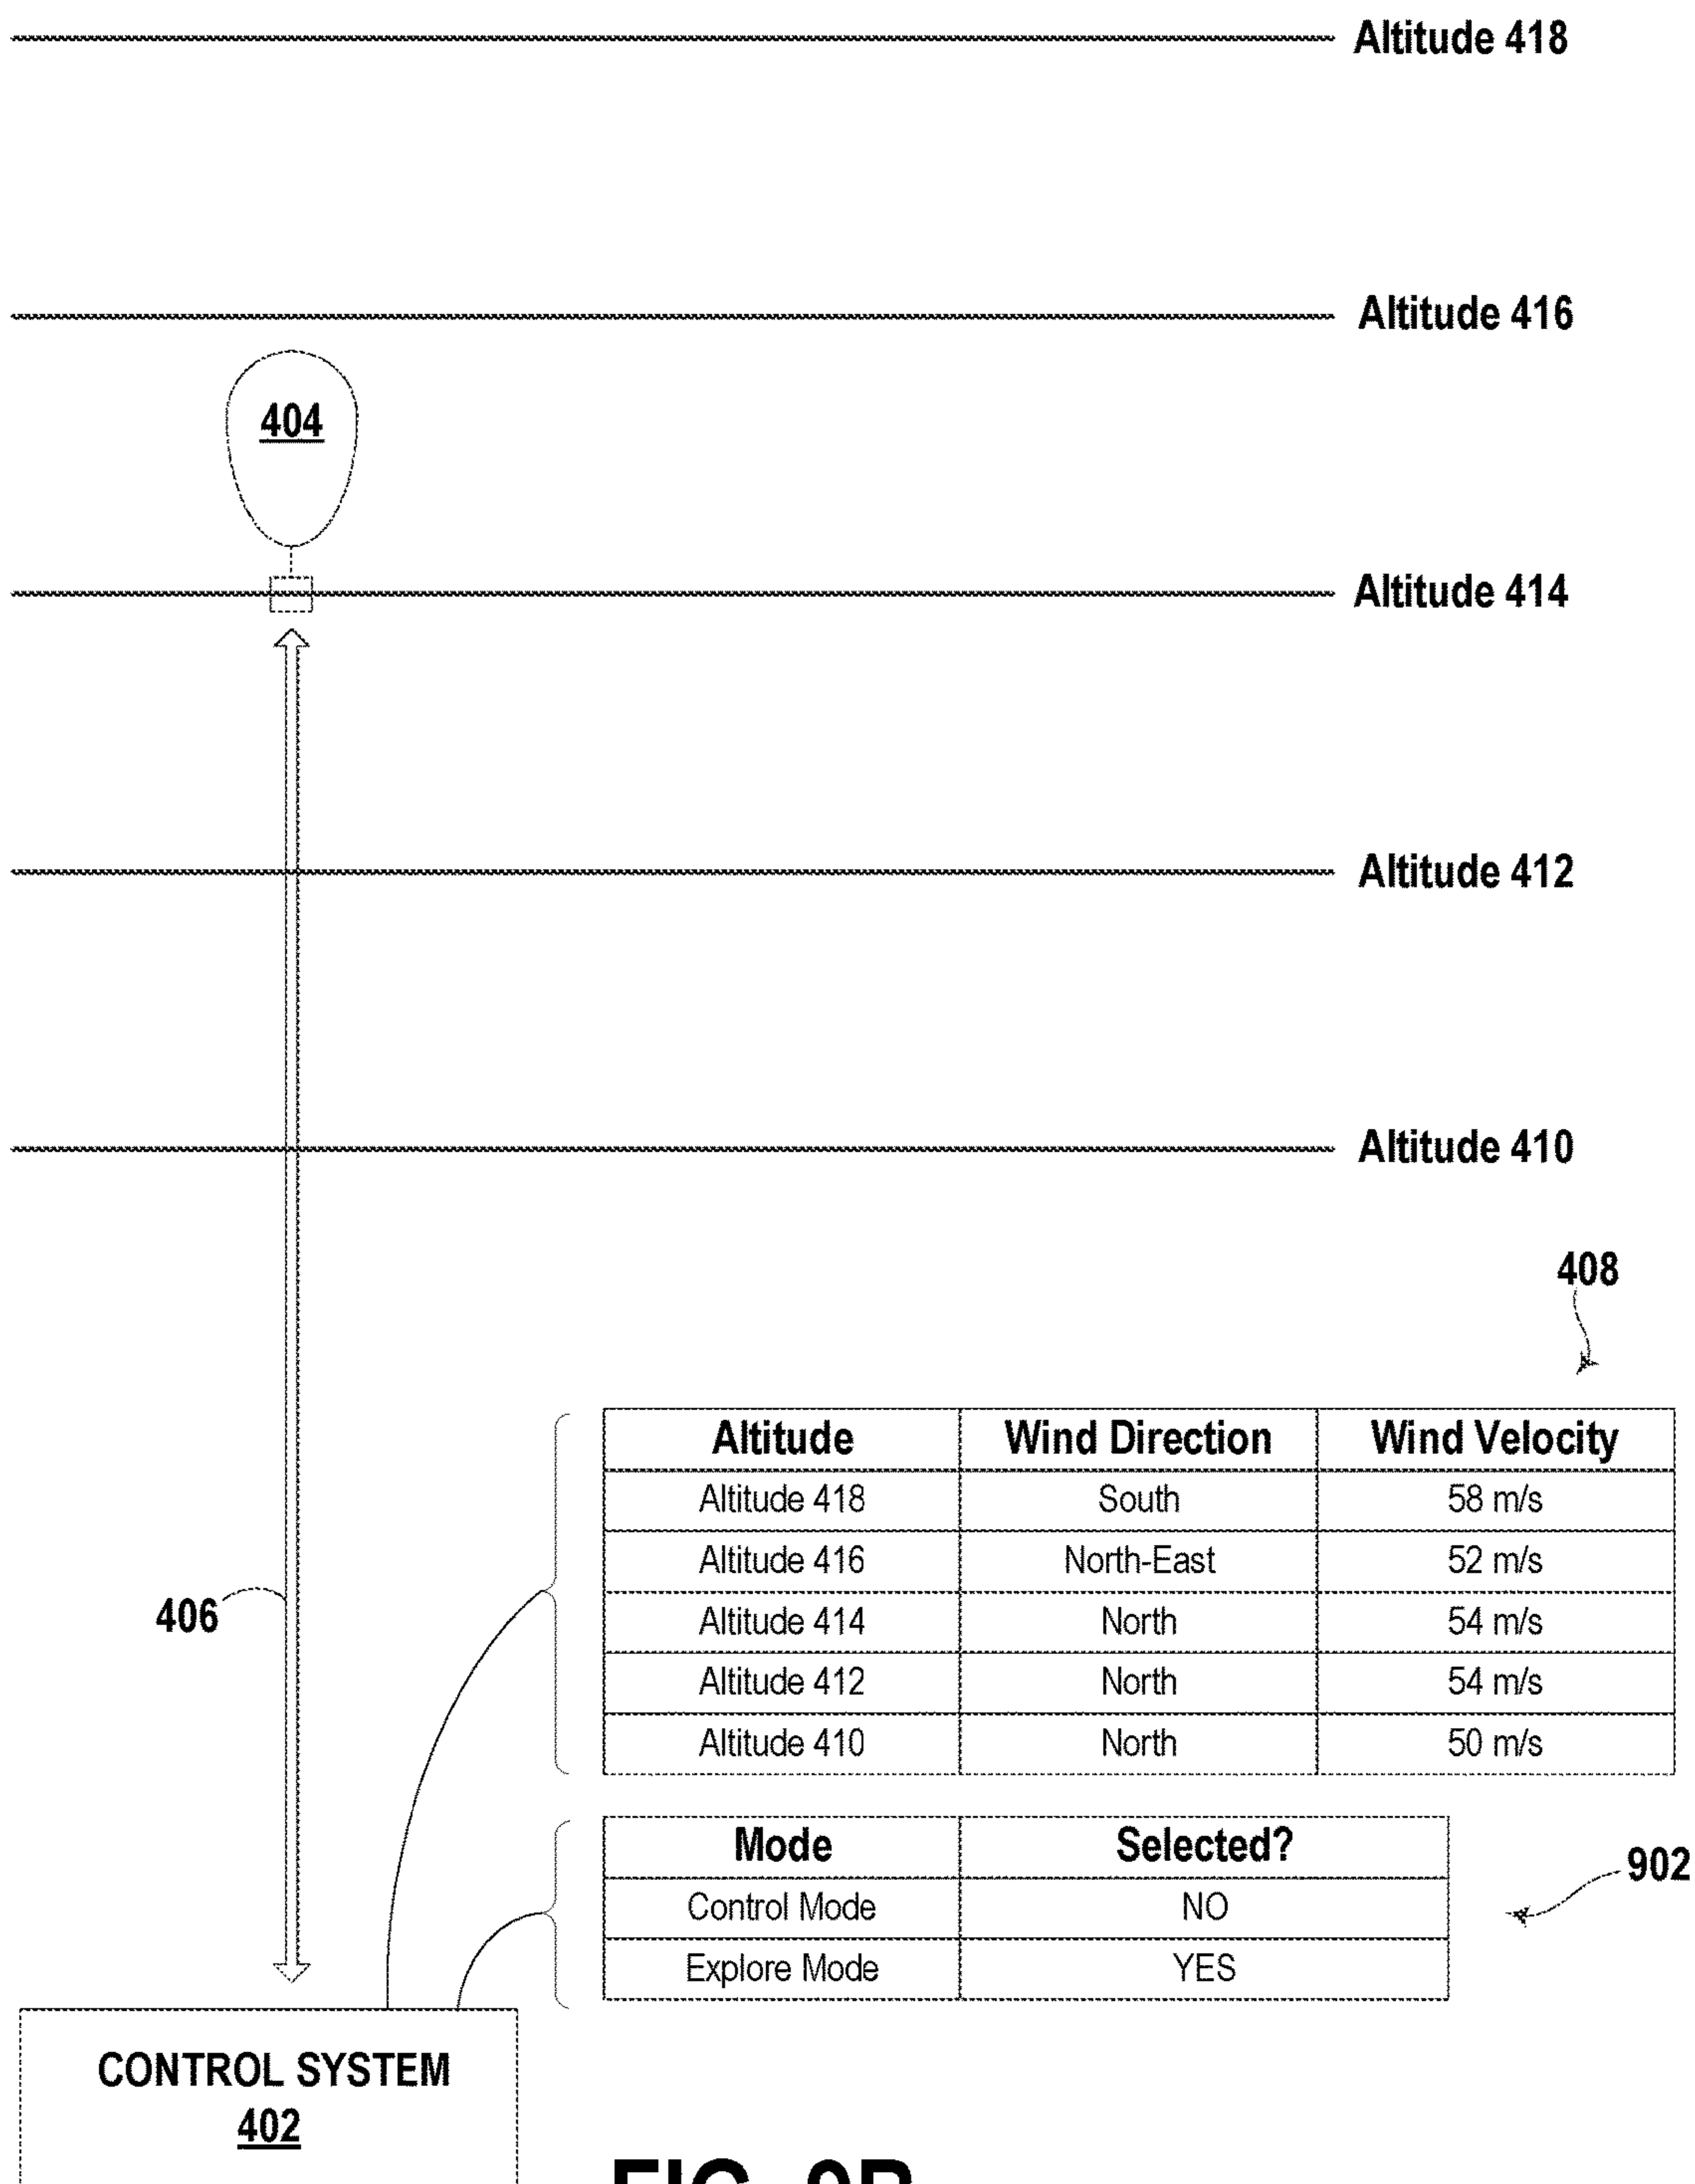 Altitude 418
Altitude 416
404
Altitude 414
Altitude 412
Altitude 410
408
Altitude Wind Direction Wind Velocity
Altitude 418 South 58 m/s
Altitude 416 North-East 52 m/s
Altitude 414 North 54 m/s
Altitude 412 North 54 m/s
Altitude 410 North 50 m/s
406
Mode Selected?
Control Mode NO
Explore Mode YES
902
CONTROL SYSTEM
402